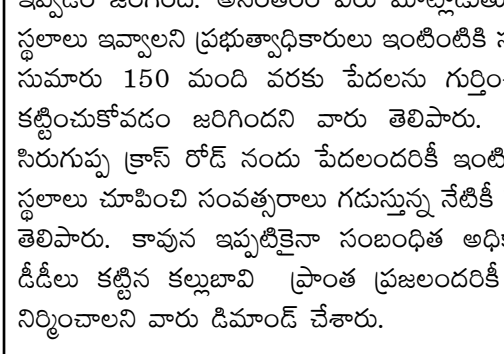 ఇవ్వడం జరిగింది. అనంతరం వారు
స్థలాలు ఇవ్వాలని ప్రభుత్వాధికారులు ఇంటింటికి
సుమారు 150 మంది వరకు పేదలను
కట్టించుకోవడం జరిగిందని వారు తెలిపారు.
సిరుగుప్ప క్రాస్ రోడ్ నందు పేదలందరికీ
స్థలాలు చూపించి సంవత్సరాలు గడుస్తున్న నేటికీ
తెలిపారు. కావున ఇప్పటికైనా సంబంధిత
డీడీలు కట్టిన కల్లుబావి ప్రాంత ప్రజలందరికీ
నిర్మించాలని వారు డిమాండ్ చేశారు.